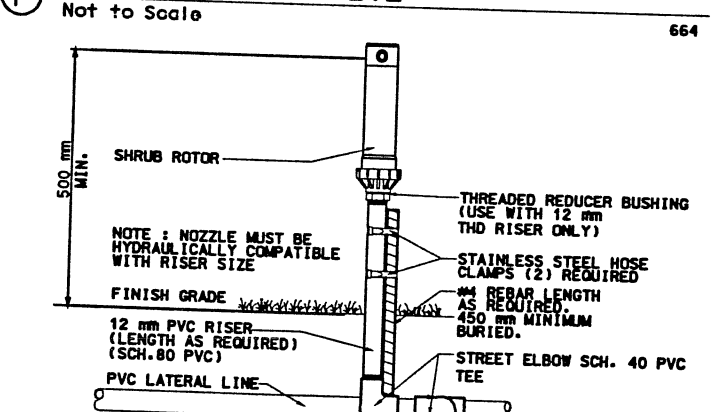 Not to Scale
664
500 mm
MIN.
SHRUB ROTOR
THREADED REDUCER BUSHING
(USE WITH 12 mm
THD RISER ONLY)
NOTE : NOZZLE MUST BE
HYDRAULICALLY COMPATIBLE
WITH RISER SIZE
STAINLESS STEEL HOSE
CLAMPS (2) REQUIRED
FINISH GRADE
#4 REBAR LENGTH
AS REQUIRED.
450 mm MINIMUM
BURIED.
12 mm PVC RISER
(LENGTH AS REQUIRED)
(SCH.80 PVC)
STREET ELBOW SCH. 40 PVC
TEE
PVC LATERAL LINE